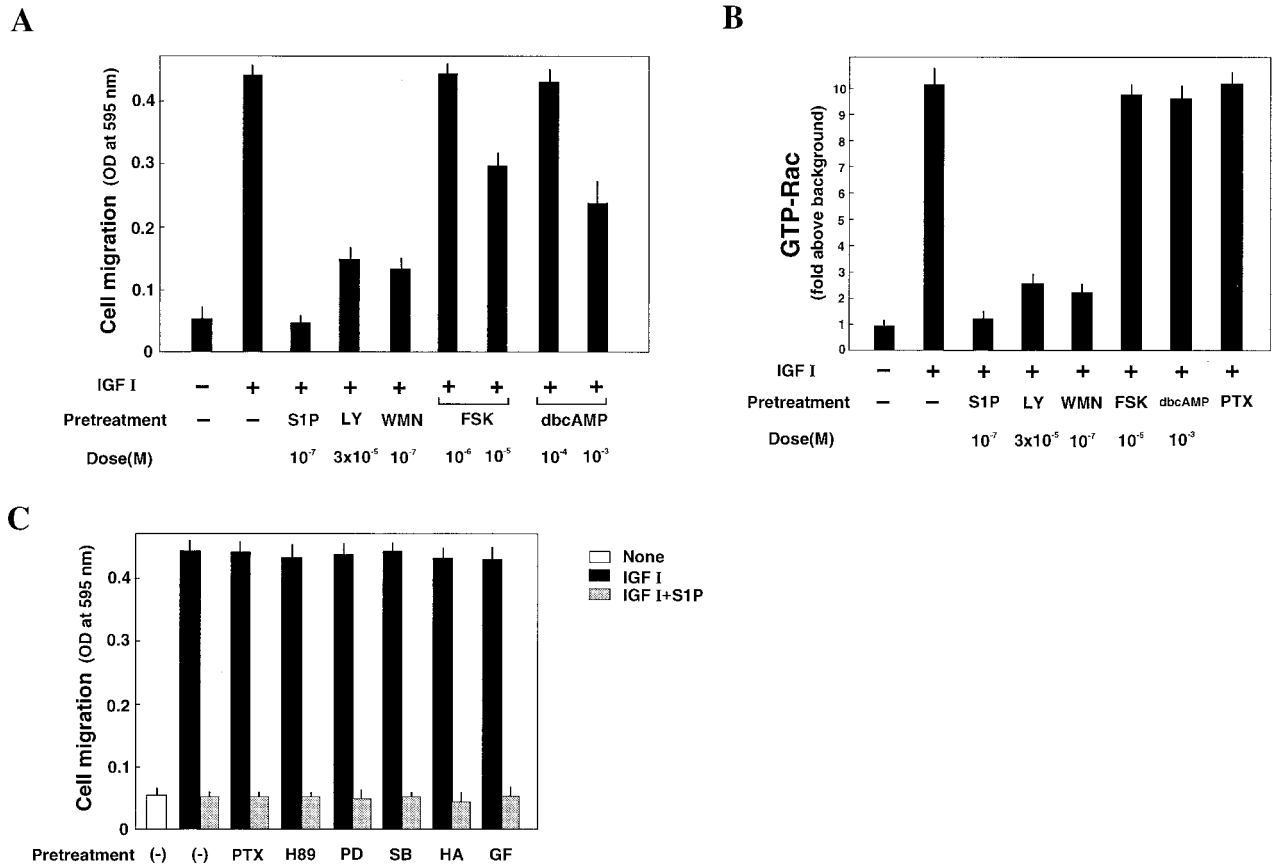 A
Cell migration (OD at 595 nm)
0.4
0.3
0.2
0.1
0
IGF I − + + + + + + + +
Pretreatment − − S1P LY WMN FSK dbcAMP
Dose(M) 10⁻⁷ 3x10⁻⁵ 10⁻⁷ 10⁻⁶ 10⁻⁵ 10⁻⁴ 10⁻³
B
GTP-Rac
(fold above background)
10
9
8
7
6
5
4
3
2
1
0
IGF I − + + + + + + +
Pretreatment − − S1P LY WMN FSK dbcAMP PTX
Dose(M) 10⁻⁷ 3x10⁻⁵ 10⁻⁷ 10⁻⁵ 10⁻³
C
Cell migration (OD at 595 nm)
0.4
0.3
0.2
0.1
0
Pretreatment (-) (-) PTX H89 PD SB HA GF
None
IGF I
IGF I+S1P